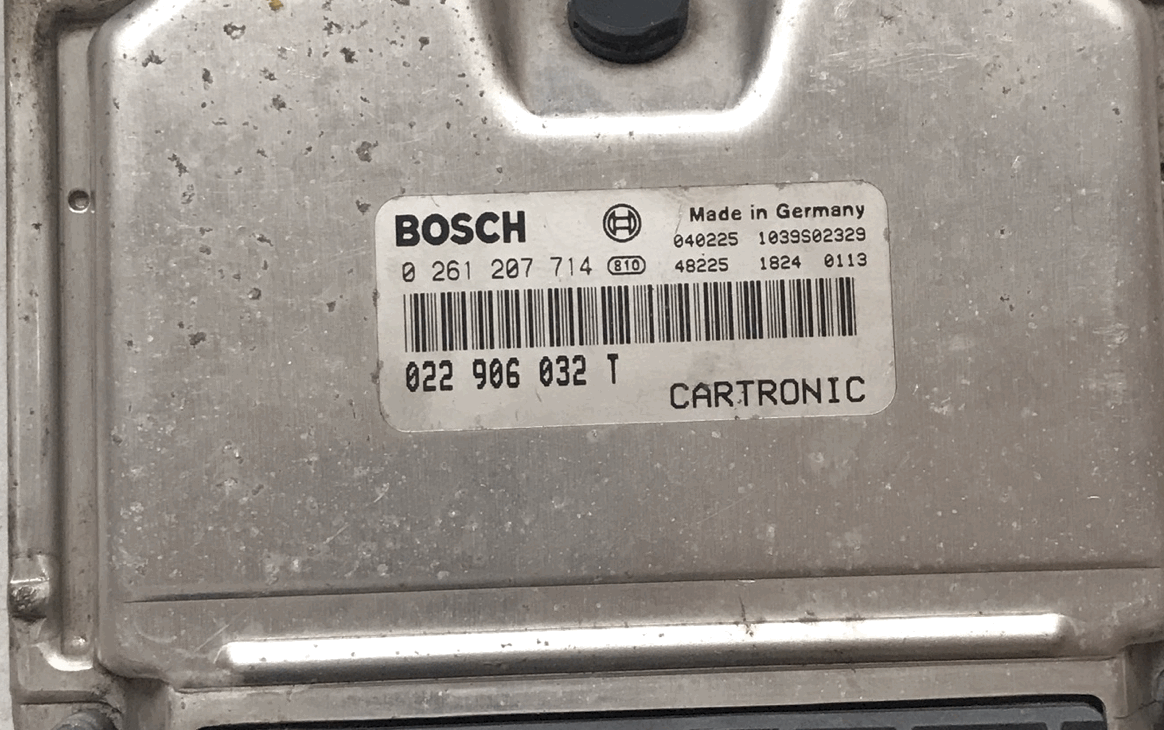 BOSCH Made in Germany
040225 1039S02329
0 261 207 714 810 48225 1824 0113
022 906 032 T
CARTRONIC